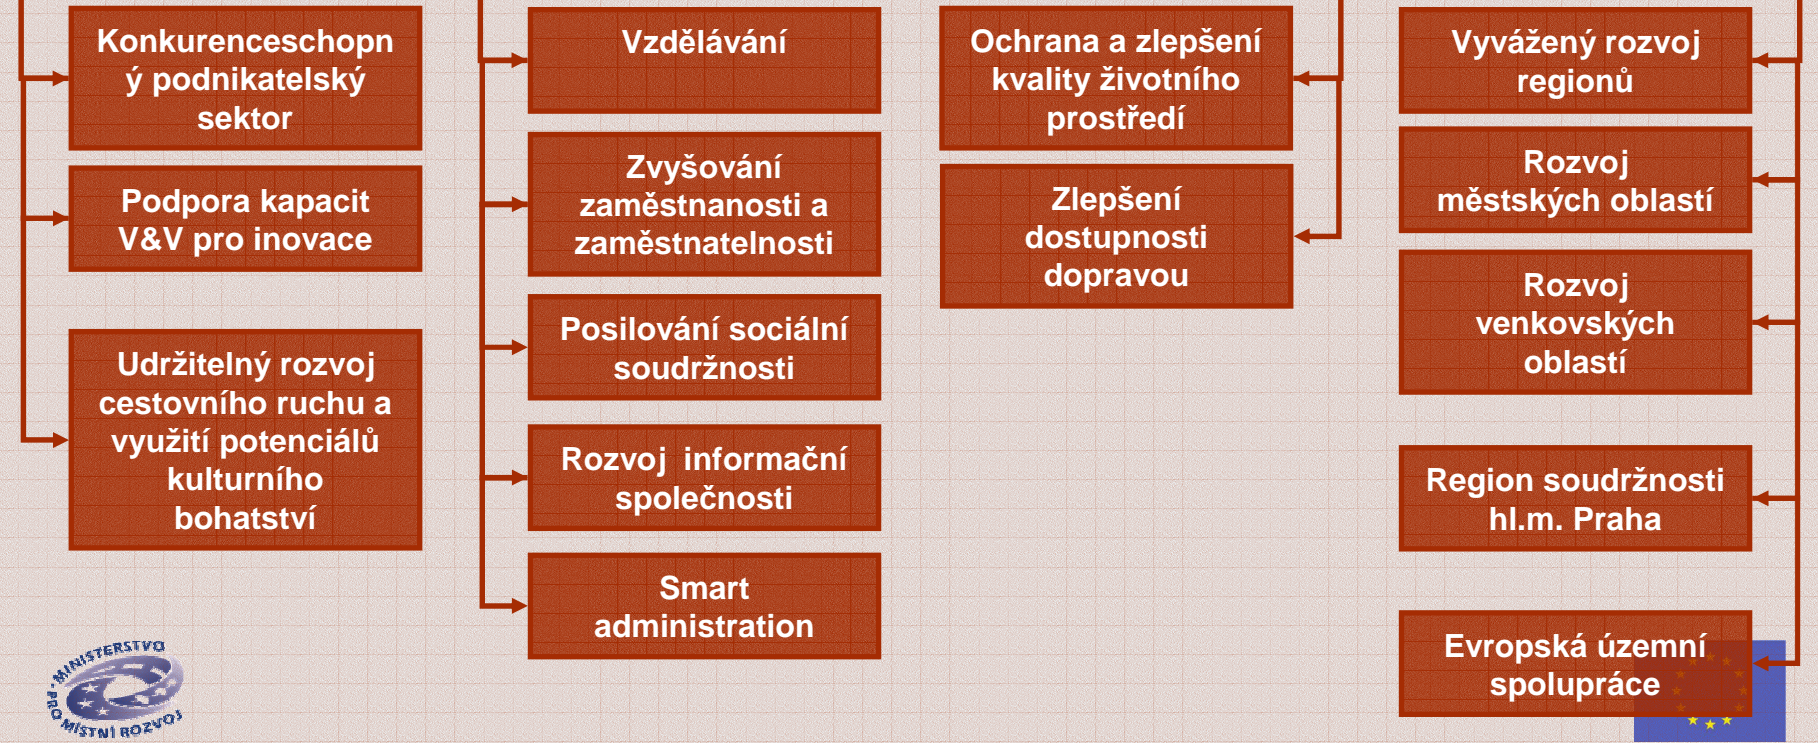 Konkurenceschopn
ý podnikatelský
sektor
Podpora kapacit
V&V pro inovace
Udržitelný rozvoj
cestovního ruchu a
využití potenciálů
kulturního
bohatství
Vzdělávání
Zvyšování
zaměstnanosti a
zaměstnatelnosti
Posilování sociální
soudržnosti
Rozvoj informační
společnosti
Smart
administration
Ochrana a zlepšení
kvality životního
prostředí
Zlepšení
dostupnosti
dopravou
Vyvážený rozvoj
regionů
Rozvoj
městských oblastí
Rozvoj
venkovských
oblastí
Region soudržnosti
hl.m. Praha
Evropská územní
spolupráce
MINISTERSTVO
PRO MÍSTNÍ ROZVOJ